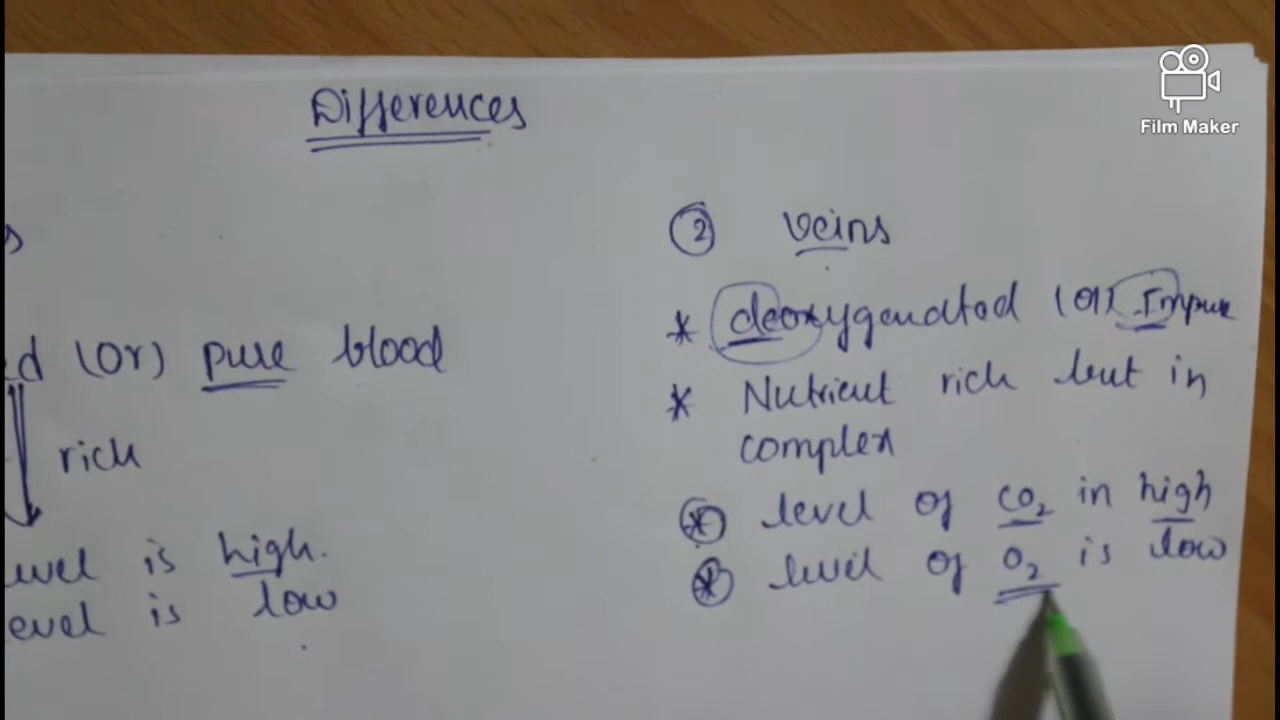 Differences
② veins
s
* deoxygenated (or) Impure
ed (or) pure blood
* Nutrient rich but in
complex
rich
* level of CO₂ in high
evel is high.
* level of O₂ is low
evel is low
Film Maker